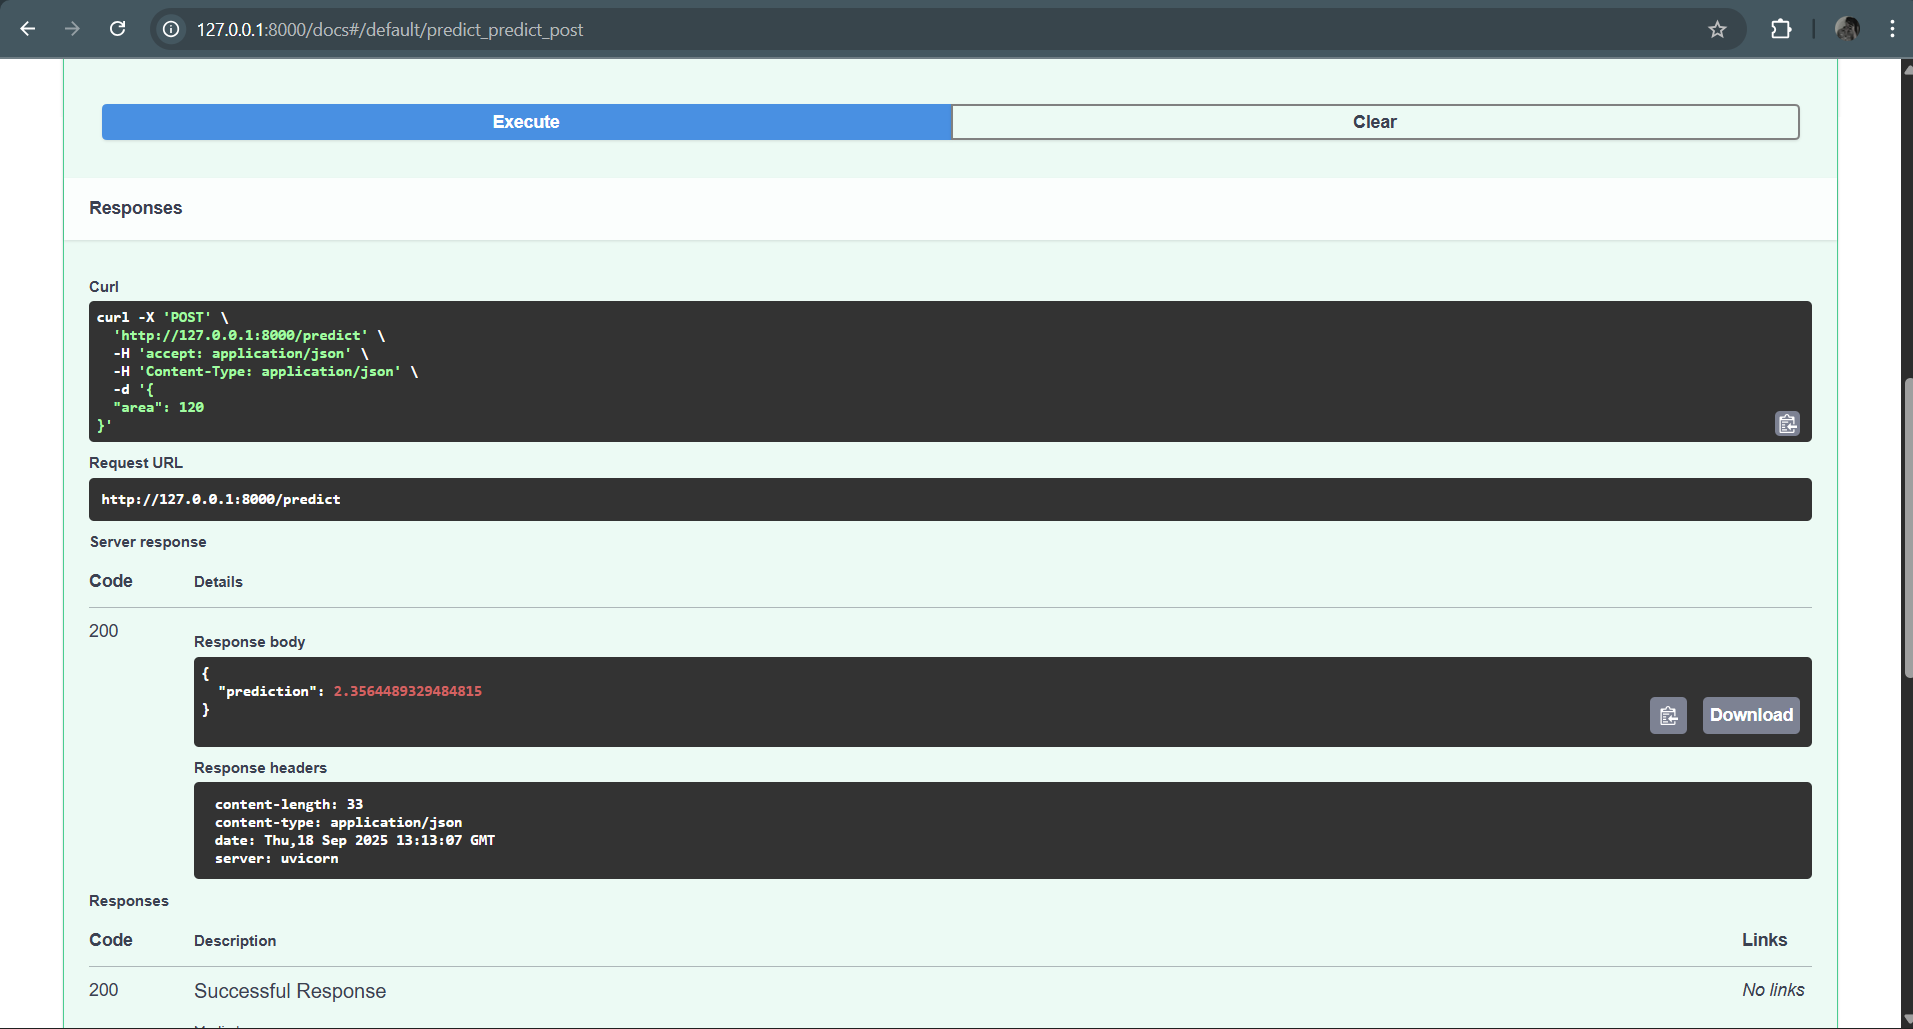 127.0.0.1:8000/docs#/default/predict_predict_post
Execute
Clear
Responses
Curl
curl -X 'POST' \
  'http://127.0.0.1:8000/predict' \
  -H 'accept: application/json' \
  -H 'Content-Type: application/json' \
  -d '{
  "area": 120
}'
Request URL
http://127.0.0.1:8000/predict
Server response
Code Details
200
Response body
{
  "prediction": 2.3564489329484815
}
Download
Response headers
content-length: 33
content-type: application/json
date: Thu,18 Sep 2025 13:13:07 GMT
server: uvicorn
Responses
Code Description Links
200 Successful Response No links